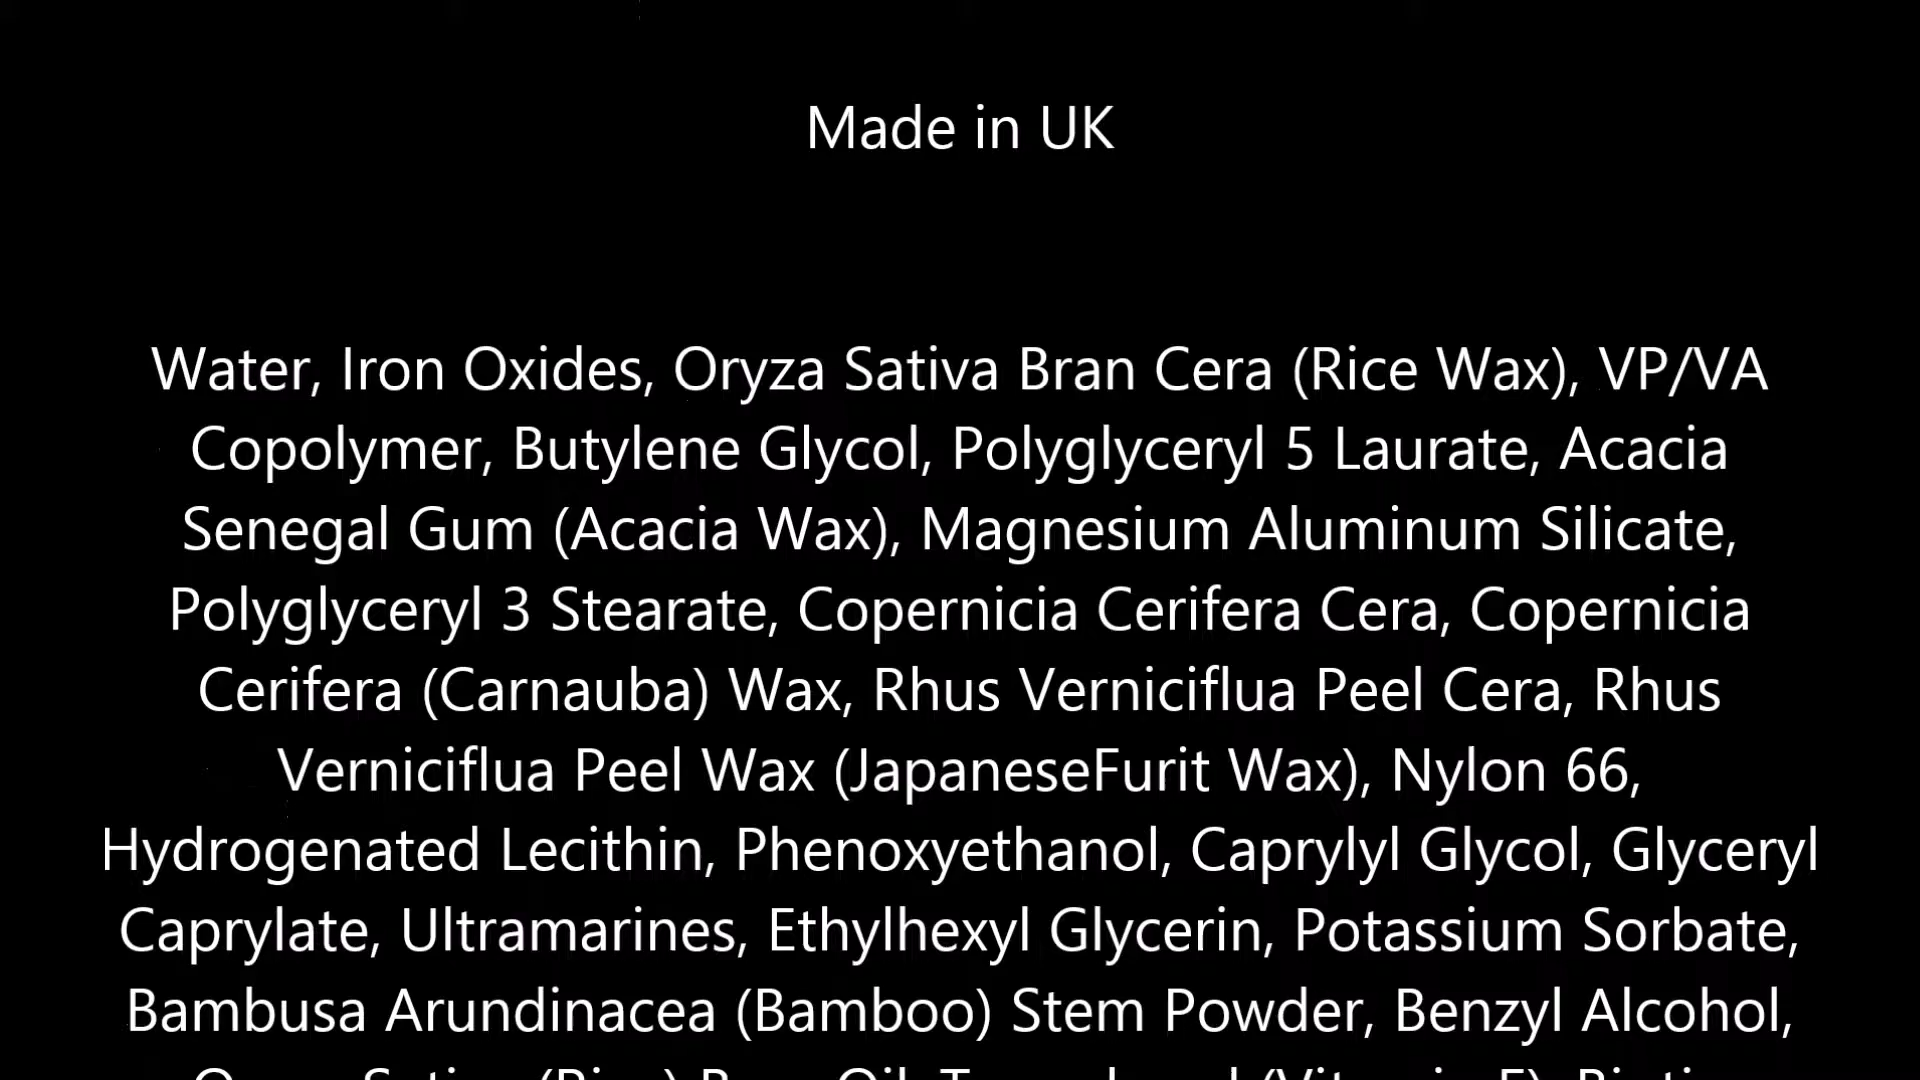 Made in UK
Water, Iron Oxides, Oryza Sativa Bran Cera (Rice Wax), VP/VA
Copolymer, Butylene Glycol, Polyglyceryl 5 Laurate, Acacia
Senegal Gum (Acacia Wax), Magnesium Aluminum Silicate,
Polyglyceryl 3 Stearate, Copernicia Cerifera Cera, Copernicia
Cerifera (Carnauba) Wax, Rhus Verniciflua Peel Cera, Rhus
Verniciflua Peel Wax (JapaneseFurit Wax), Nylon 66,
Hydrogenated Lecithin, Phenoxyethanol, Caprylyl Glycol, Glyceryl
Caprylate, Ultramarines, Ethylhexyl Glycerin, Potassium Sorbate,
Bambusa Arundinacea (Bamboo) Stem Powder, Benzyl Alcohol,